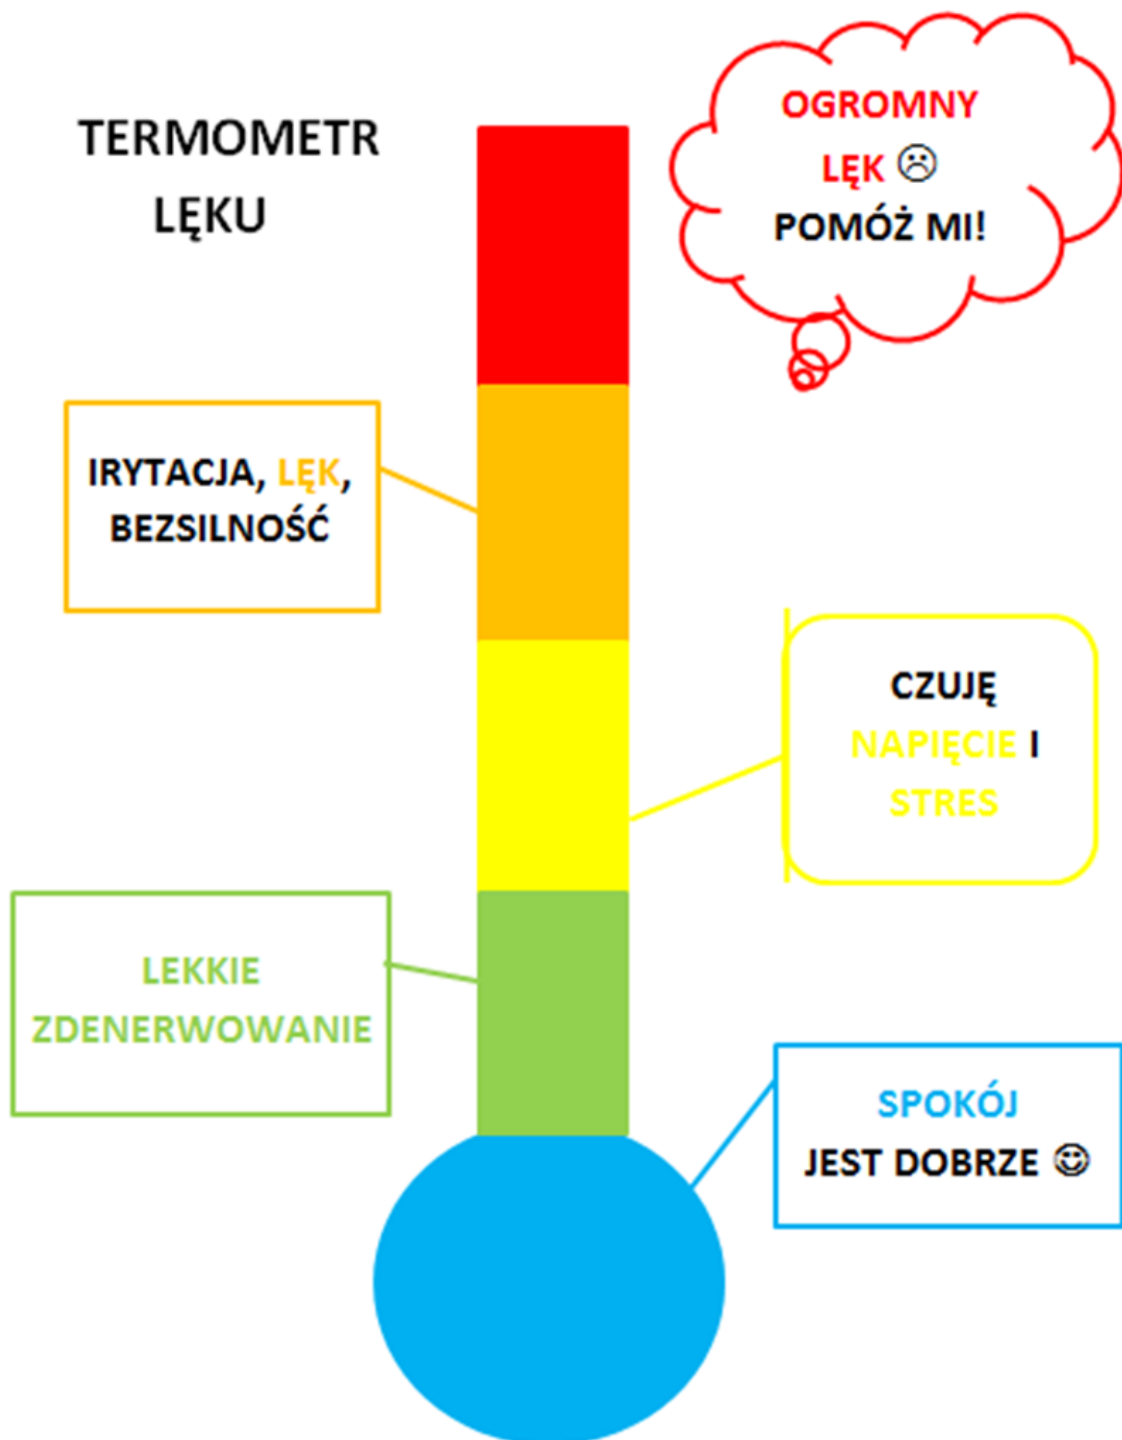 TERMOMETR
LĘKU
OGROMNY
LĘK ☹
POMÓŻ MI!
IRYTACJA, LĘK,
BEZSILNOŚĆ
CZUJĘ
NAPIĘCIE I
STRES
LEKKIE
ZDENERWOWANIE
SPOKÓJ
JEST DOBRZE ☺